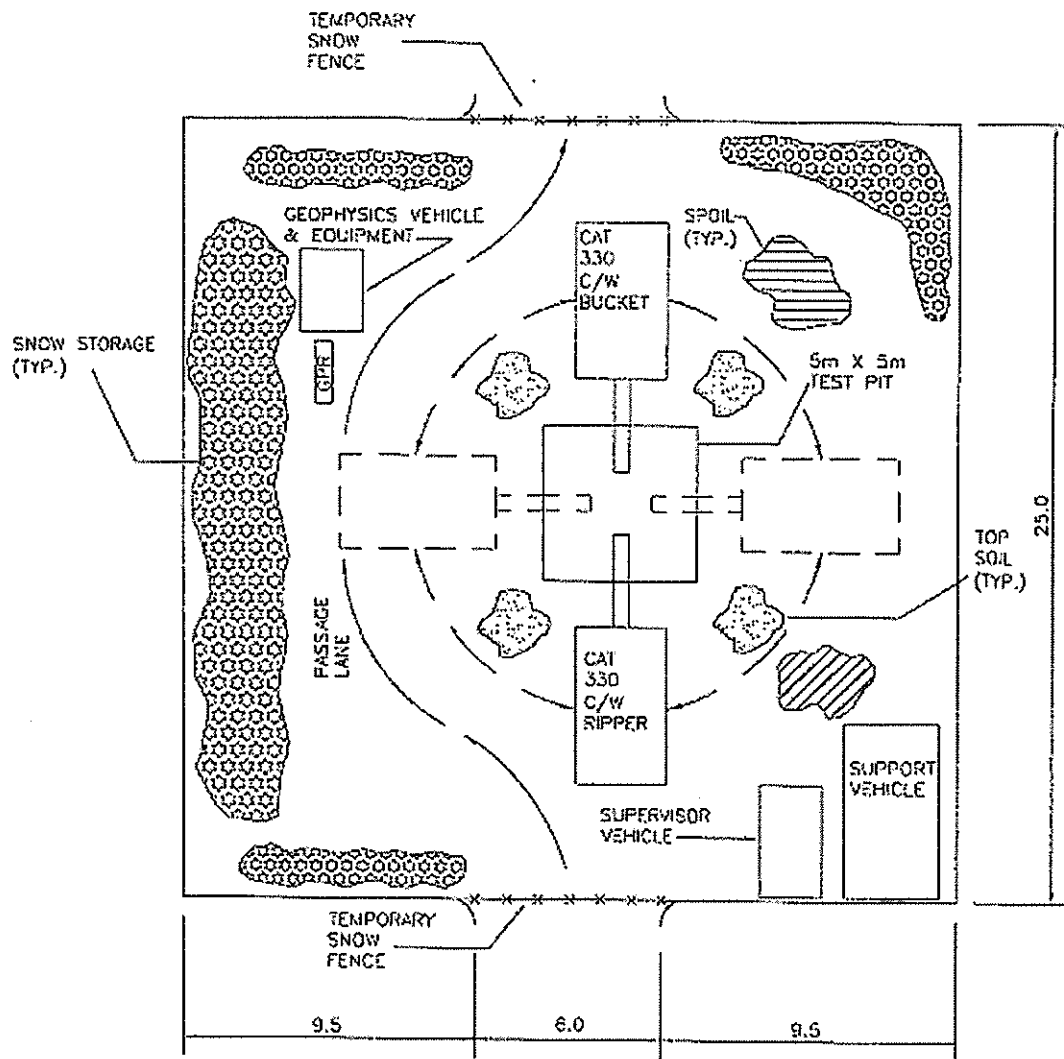 TEMPORARY
SNOW
FENCE
GEOPHYSICS VEHICLE
& EQUIPMENT
CAT
330
C/W
BUCKET
SPOIL
(TYP.)
SNOW STORAGE
(TYP.)
GPR
5m X 5m
TEST PIT
25.0
TOP
SOIL
(TYP.)
PASSAGE
LANE
CAT
330
C/W
RIPPER
SUPPORT
VEHICLE
SUPERVISOR
VEHICLE
TEMPORARY
SNOW
FENCE
9.5
6.0
9.5